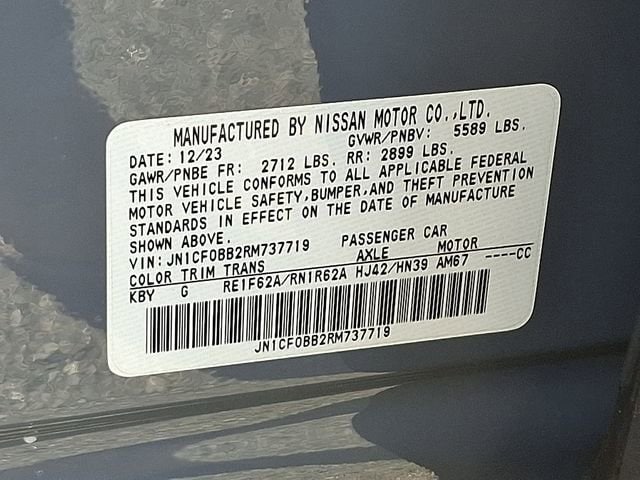 MANUFACTURED BY NISSAN MOTOR CO.,LTD.
DATE: 12/23 GVWR/PNBV: 5589 LBS.
GAWR/PNBE FR: 2712 LBS. RR: 2899 LBS.
THIS VEHICLE CONFORMS TO ALL APPLICABLE FEDERAL
MOTOR VEHICLE SAFETY,BUMPER,AND THEFT PREVENTION
STANDARDS IN EFFECT ON THE DATE OF MANUFACTURE
SHOWN ABOVE.
VIN: JN1CF0BB2RM737719 PASSENGER CAR
COLOR TRIM TRANS AXLE MOTOR
KBY G RE1F62A/RN1R62A HJ42/HN39 AM67 ----CC
JN1CF0BB2RM737719